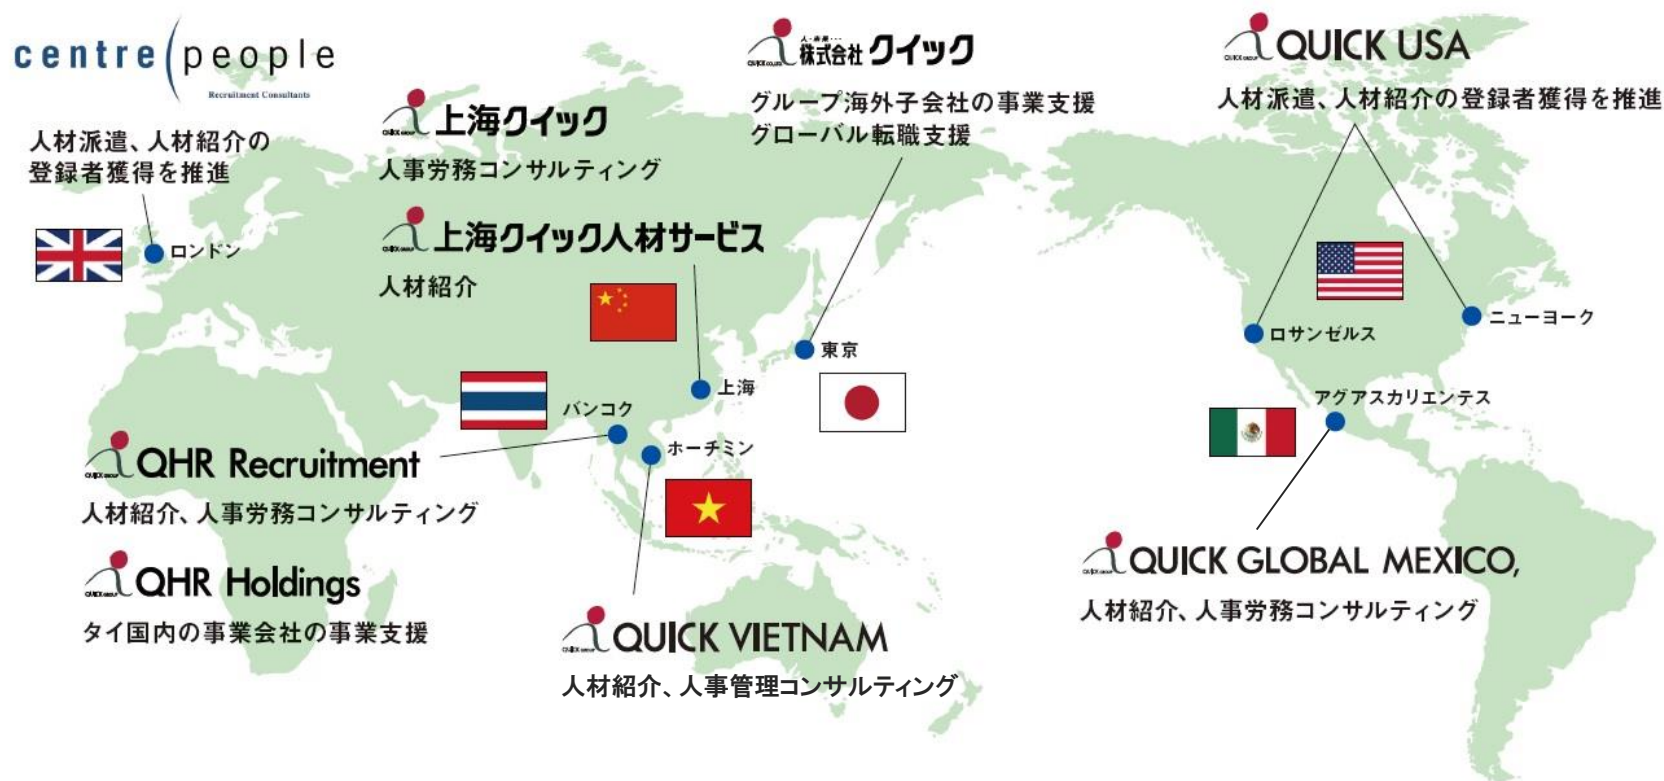 centre people
Recruitment Consultants
人材派遣、人材紹介の
登録者獲得を推進
ロンドン
上海クイック
人事労務コンサルティング
上海クイック人材サービス
人材紹介
上海
株式会社クイック
グループ海外子会社の事業支援
グローバル転職支援
東京
QUICK USA
人材派遣、人材紹介の登録者獲得を推進
ロサンゼルス
ニューヨーク
アグアスカリエンテス
バンコク
ホーチミン
QHR Recruitment
人材紹介、人事労務コンサルティング
QHR Holdings
タイ国内の事業会社の事業支援
QUICK VIETNAM
人材紹介、人事管理コンサルティング
QUICK GLOBAL MEXICO,
人材紹介、人事労務コンサルティング